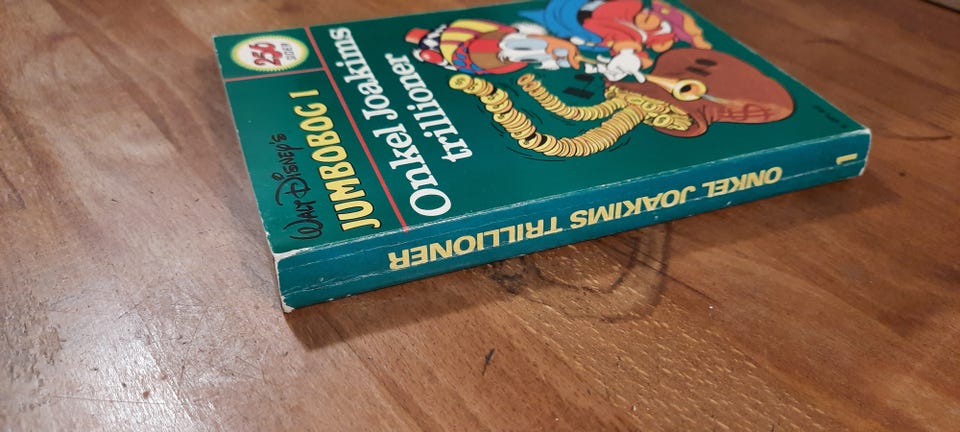 256
SIDER
WALT DISNEY'S
JUMBOBOG 1
Onkel Joakims
trillioner
ONKEL JOAKIMS TRILLIONER
1